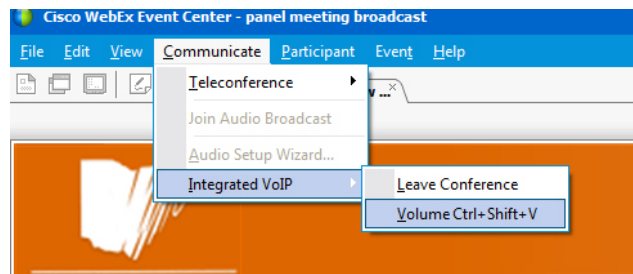 Cisco WebEx Event Center - panel meeting broadcast
File Edit View Communicate Participant Event Help
Teleconference
Join Audio Broadcast
Audio Setup Wizard...
Integrated VoIP
Leave Conference
Volume Ctrl+Shift+V